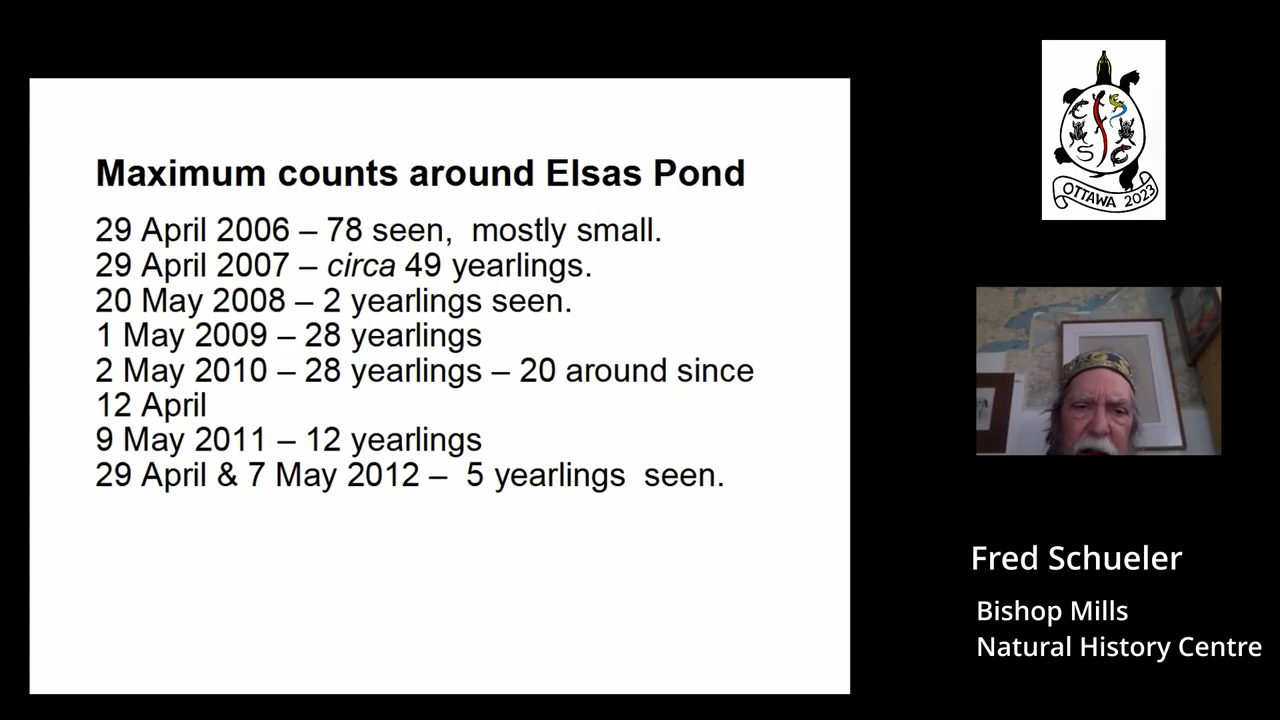 Maximum counts around Elsas Pond
29 April 2006 – 78 seen,  mostly small.
29 April 2007 – circa 49 yearlings.
20 May 2008 – 2 yearlings seen.
1 May 2009 – 28 yearlings
2 May 2010 – 28 yearlings – 20 around since
12 April
9 May 2011 – 12 yearlings
29 April & 7 May 2012 –  5 yearlings  seen.
OTTAWA 2023
Fred Schueler
Bishop Mills
Natural History Centre